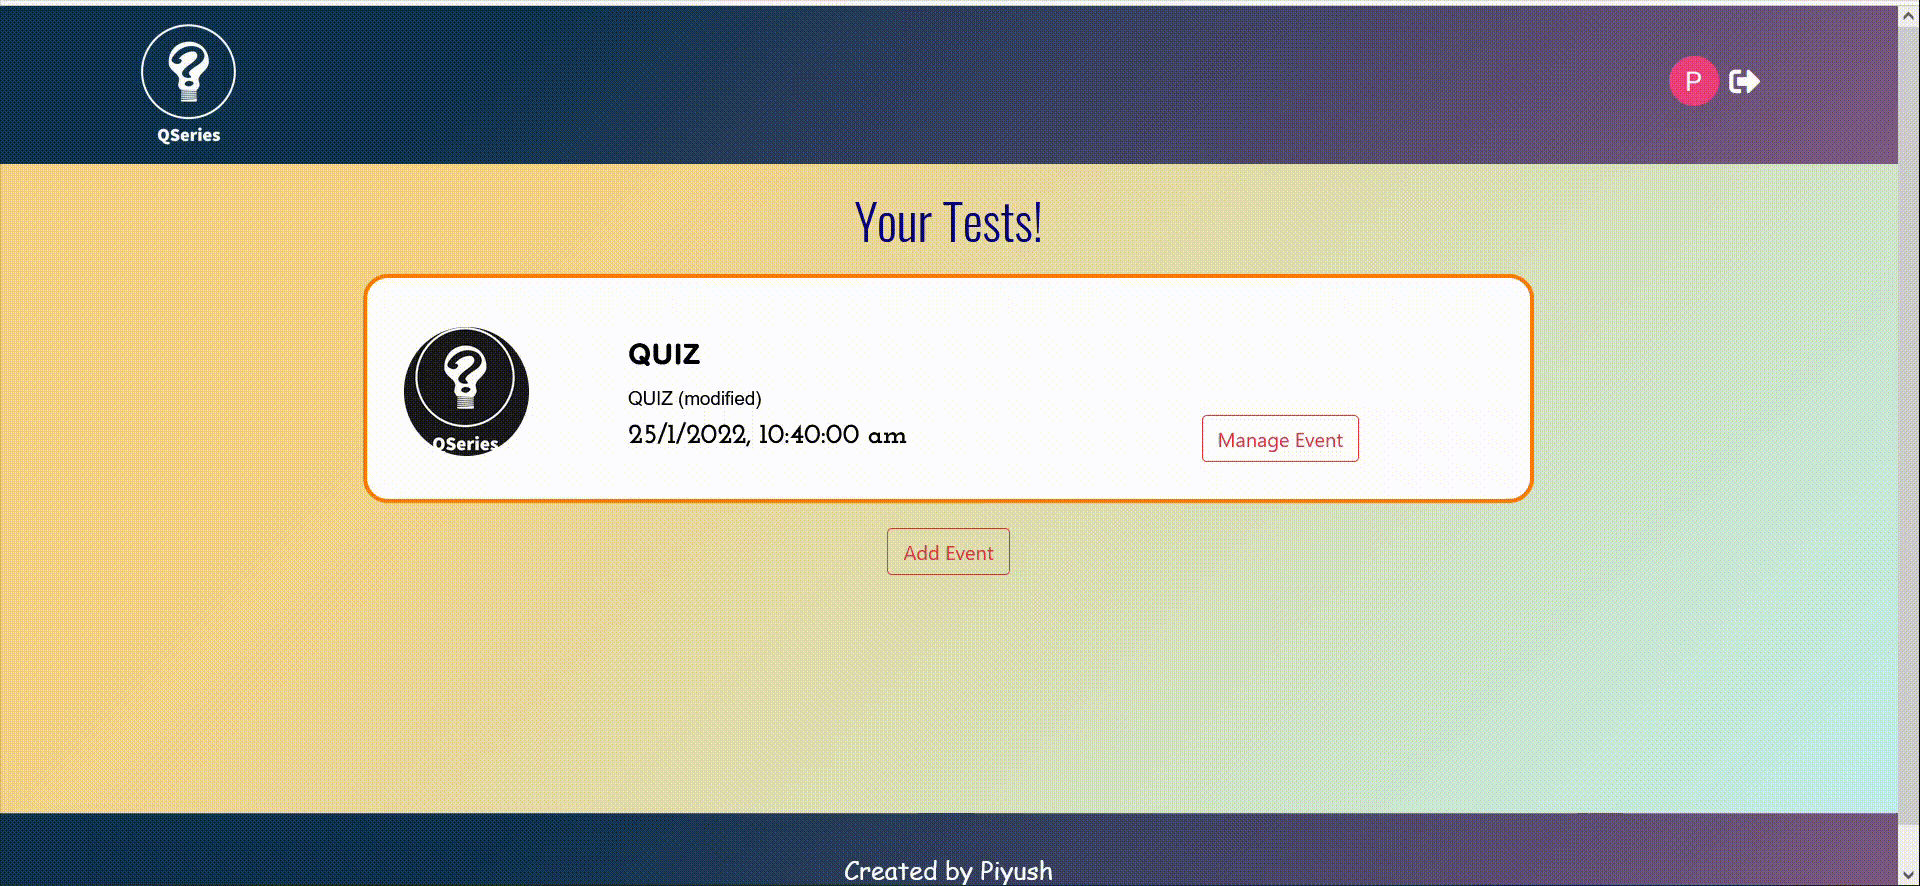 QSeries
P
Your Tests!
QUIZ
QUIZ (modified)
25/1/2022, 10:40:00 am
QSeries
Manage Event
Add Event
Created by Piyush